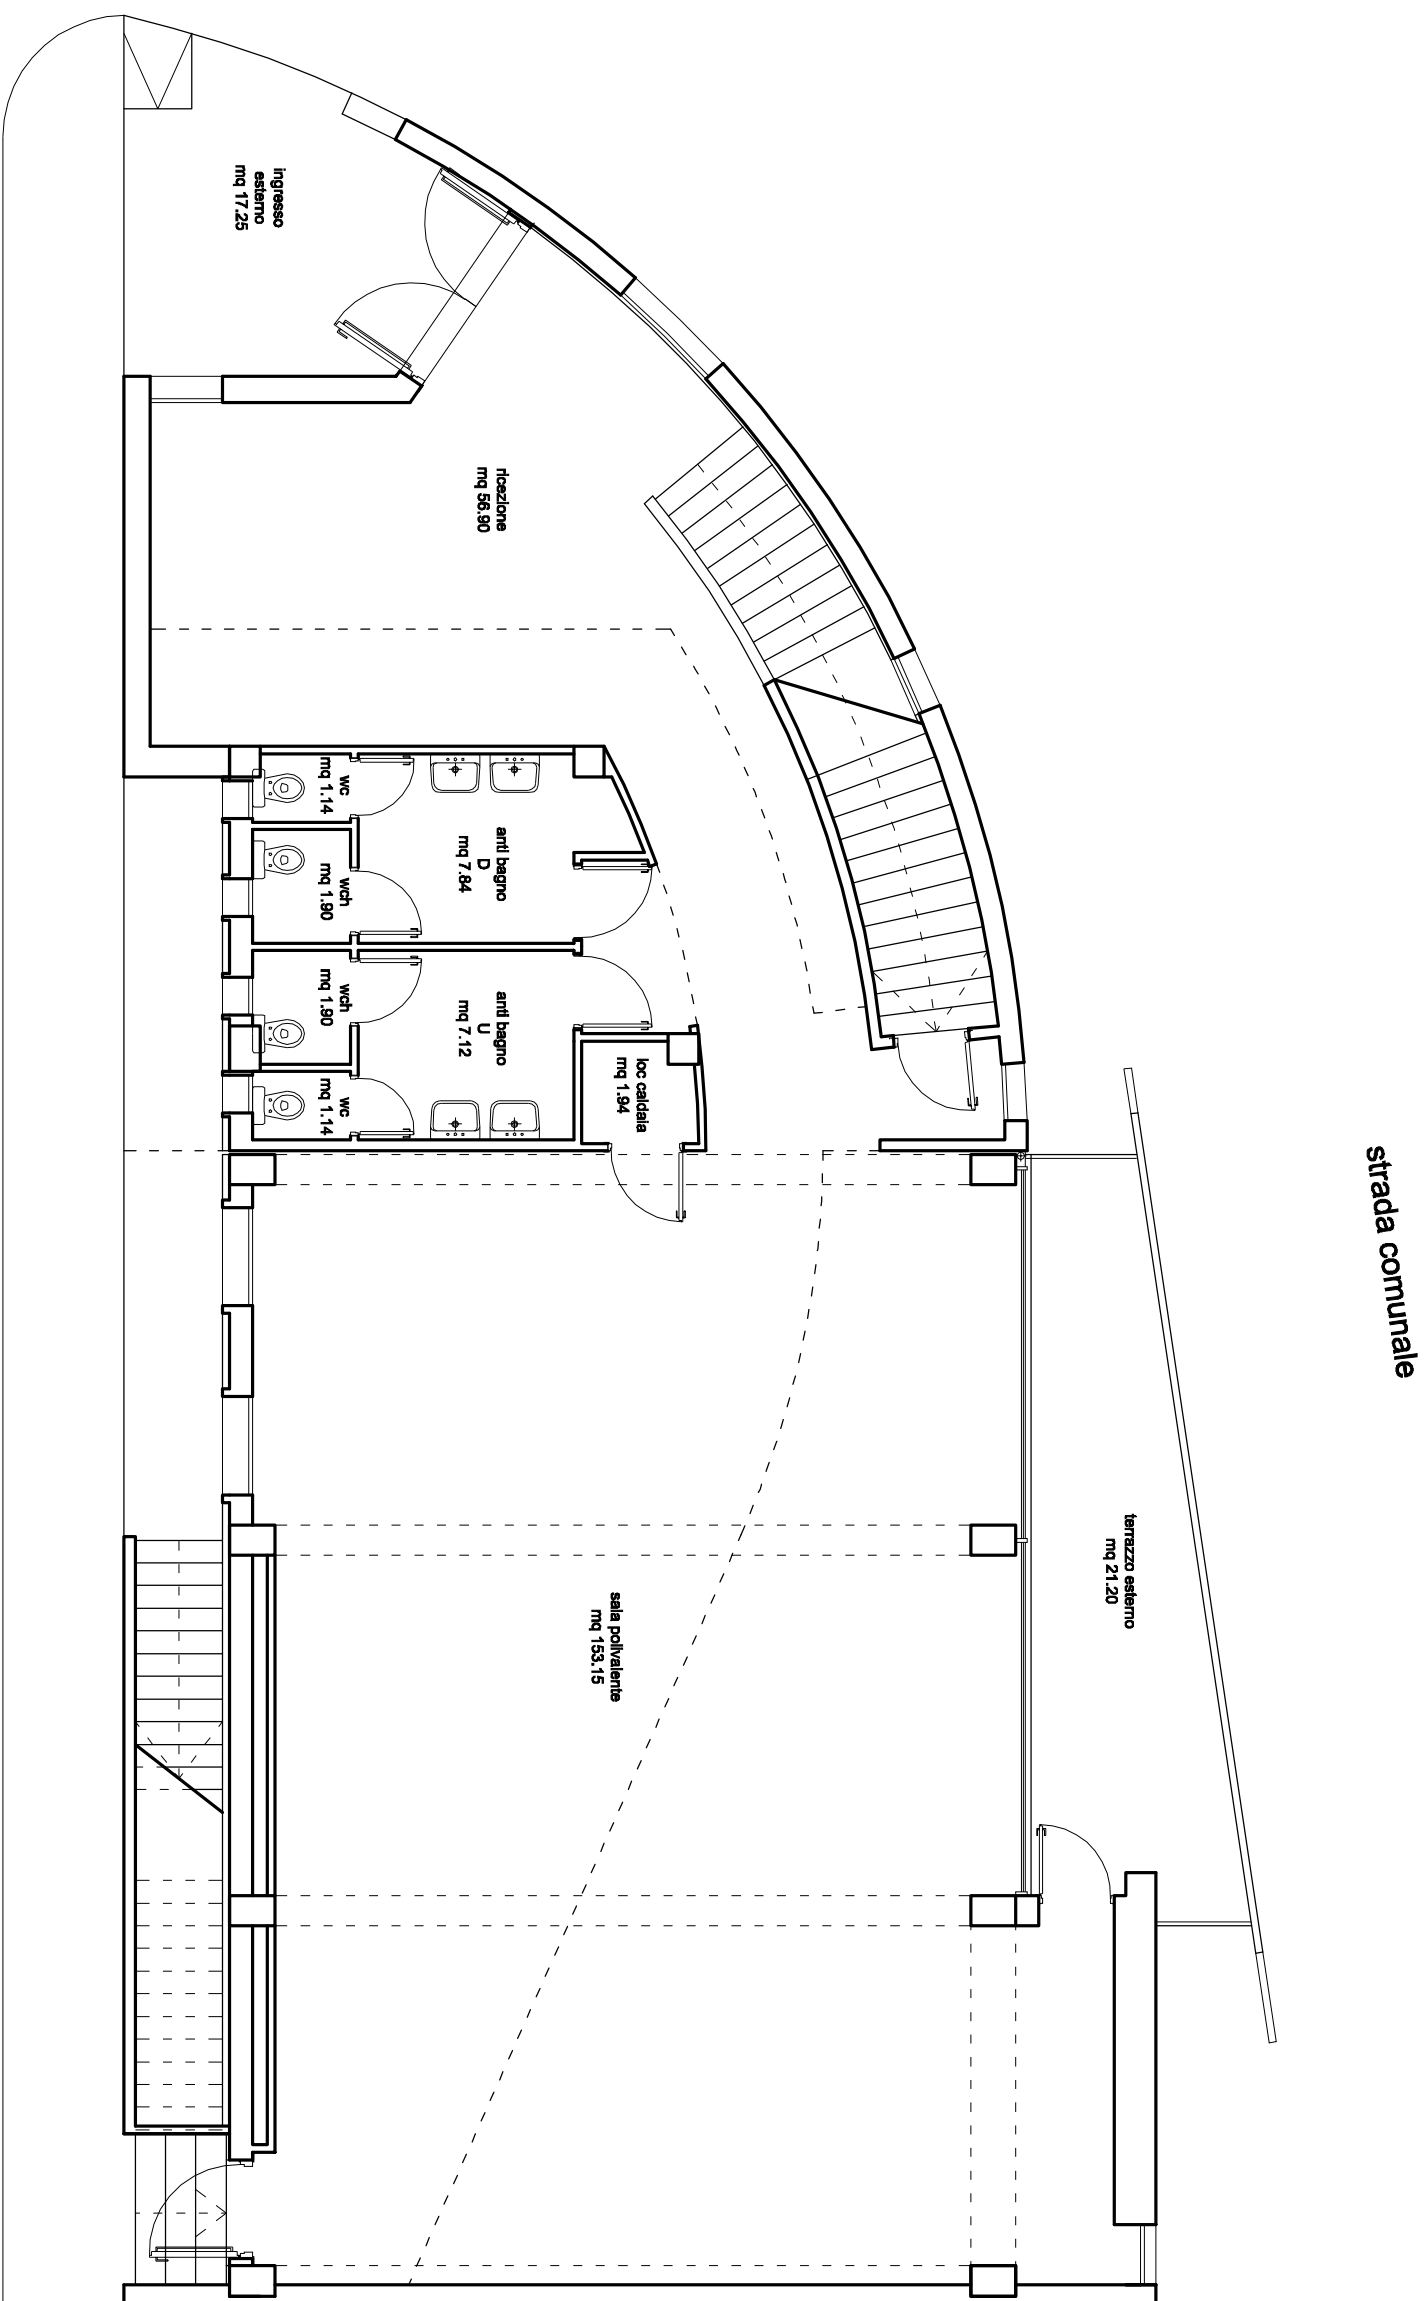 strada comunale
ingresso
esterno
mq 17.25
ricezione
mq 56.90
wc
mq 1.14
anti bagno
D
mq 7.84
wch
mq 1.90
wch
mq 1.90
anti bagno
U
mq 7.12
wc
mq 1.14
loc caldaia
mq 1.94
terrazzo esterno
mq 21.20
sala polivalente
mq 153.15